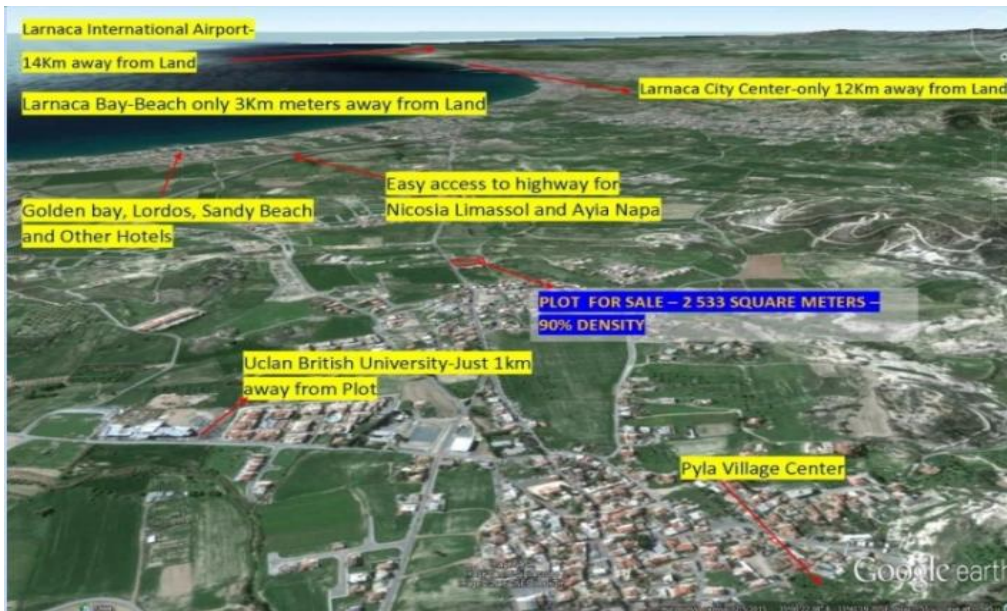 Larnaca International Airport-
14Km away from Land
Larnaca Bay-Beach only 3Km meters away from Land
Larnaca City Center-only 12Km away from Land
Easy access to highway for
Nicosia Limassol and Ayia Napa
Golden bay, Lordos, Sandy Beach
and Other Hotels
PLOT FOR SALE – 2 533 SQUARE METERS –
90% DENSITY
Uclan British University-Just 1km
away from Plot
Pyla Village Center
Google earth